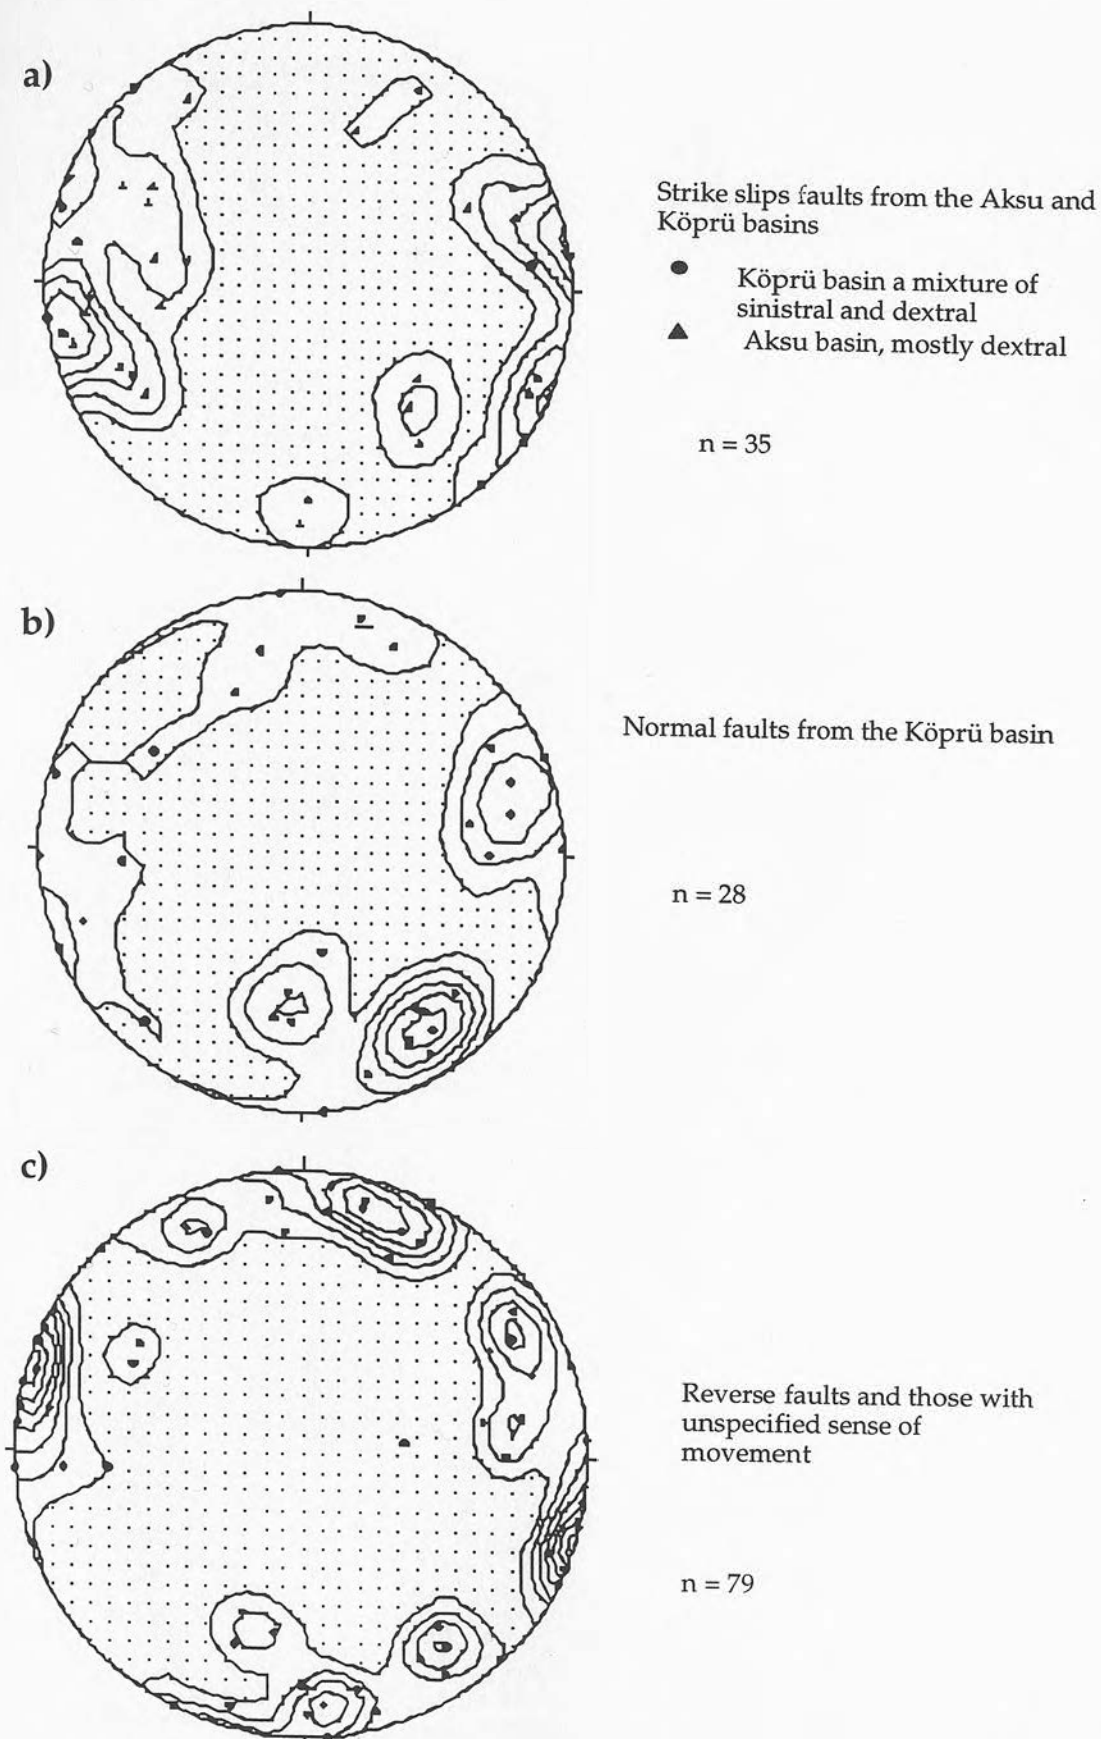 a)
Strike slips faults from the Aksu and
Köprü basins
Köprü basin a mixture of
sinistral and dextral
Aksu basin, mostly dextral
n = 35
b)
Normal faults from the Köprü basin
n = 28
c)
Reverse faults and those with
unspecified sense of
movement
n = 79